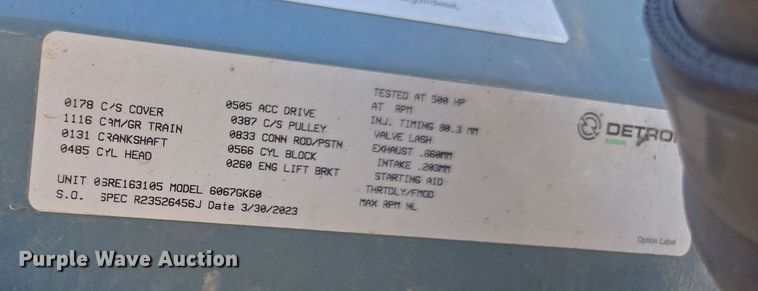 0178 C/S COVER
1116 CAM/GR TRAIN
0131 CRANKSHAFT
0485 CYL HEAD
0505 ACC DRIVE
0387 C/S PULLEY
0833 CONN ROD/PSTN
0566 CYL BLOCK
0260 ENG LIFT BRKT
UNIT 06RE163105 MODEL 6067GK60
S.O. SPEC R23526456J Date 3/30/2023
TESTED AT 500 HP
AT RPM
INJ. TIMING 80.3 MM
VALVE LASH
EXHAUST .660MM
INTAKE .203MM
STARTING AID
THRTDLY/FMOD
MAX RPM NL
DETRO
REMAN
Option Label
Purple Wave Auction